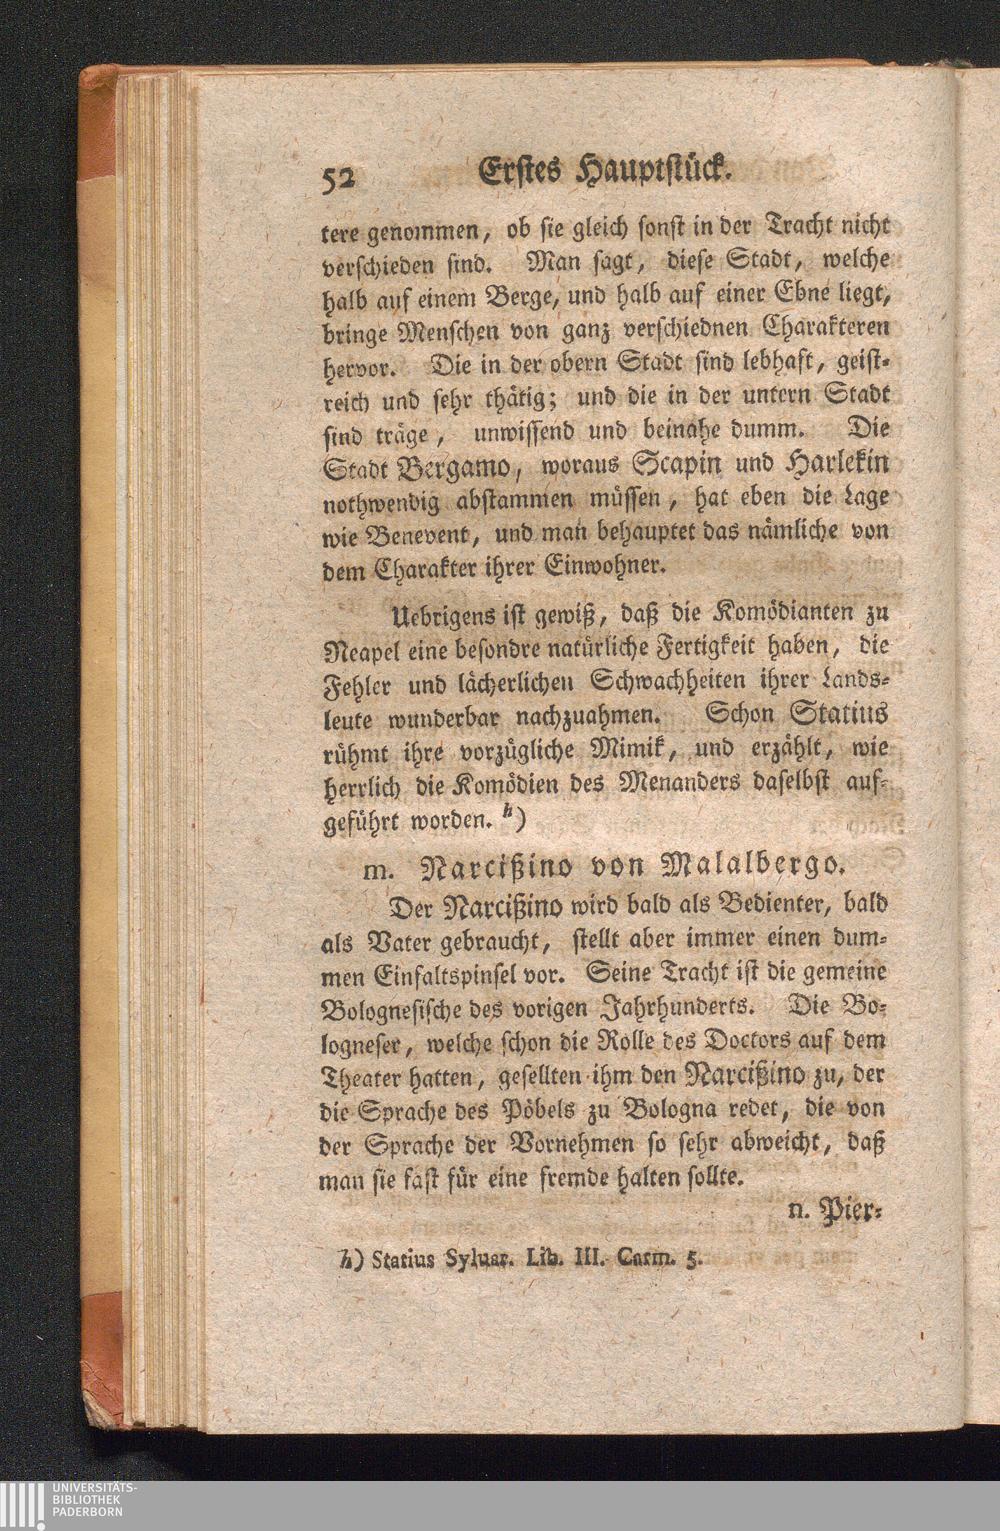 52 Erstes Hauptstück.
tere genommen, ob sie gleich sonst in der Tracht nicht
verschieden sind. Man sagt, diese Stadt, welche
halb auf einem Berge, und halb auf einer Ebne liegt,
bringe Menschen von ganz verschiednen Charakteren
hervor. Die in der obern Stadt sind lebhaft, geist-
reich und sehr thätig; und die in der untern Stadt
sind träge, unwissend und beinahe dumm. Die
Stadt Bergamo, woraus Scapin und Harlekin
nothwendig abstammen müssen, hat eben die Lage
wie Benevent, und man behauptet das nämliche von
dem Charakter ihrer Einwohner.
Uebrigens ist gewiß, daß die Komödianten zu
Neapel eine besondre natürliche Fertigkeit haben, die
Fehler und lächerlichen Schwachheiten ihrer Lands-
leute wunderbar nachzuahmen. Schon Statius
rühmt ihre vorzügliche Mimik, und erzählt, wie
herrlich die Komödien des Menanders daselbst auf-
geführt worden. h)
m. Narcißino von Malalbergo.
Der Narcißino wird bald als Bedienter, bald
als Vater gebraucht, stellt aber immer einen dum-
men Einfaltspinsel vor. Seine Tracht ist die gemeine
Bolognesische des vorigen Jahrhunderts. Die Bo-
logneser, welche schon die Rolle des Doctors auf dem
Theater hatten, gesellten ihm den Narcißino zu, der
die Sprache des Pöbels zu Bologna redet, die von
der Sprache der Vornehmen so sehr abweicht, daß
man sie fast für eine fremde halten sollte.
n. Pier-
h) Statius Syluar. Lib. III. Carm. 5.
UNIVERSITÄTS-
BIBLIOTHEK
PADERBORN